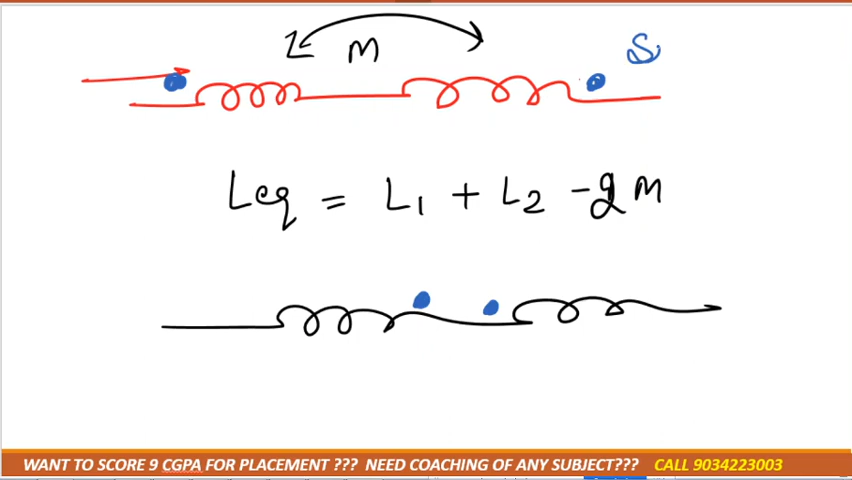 M
S
Leq = L1 + L2 -2M
WANT TO SCORE 9 CGPA FOR PLACEMENT ??? NEED COACHING OF ANY SUBJECT??? CALL 9034223003